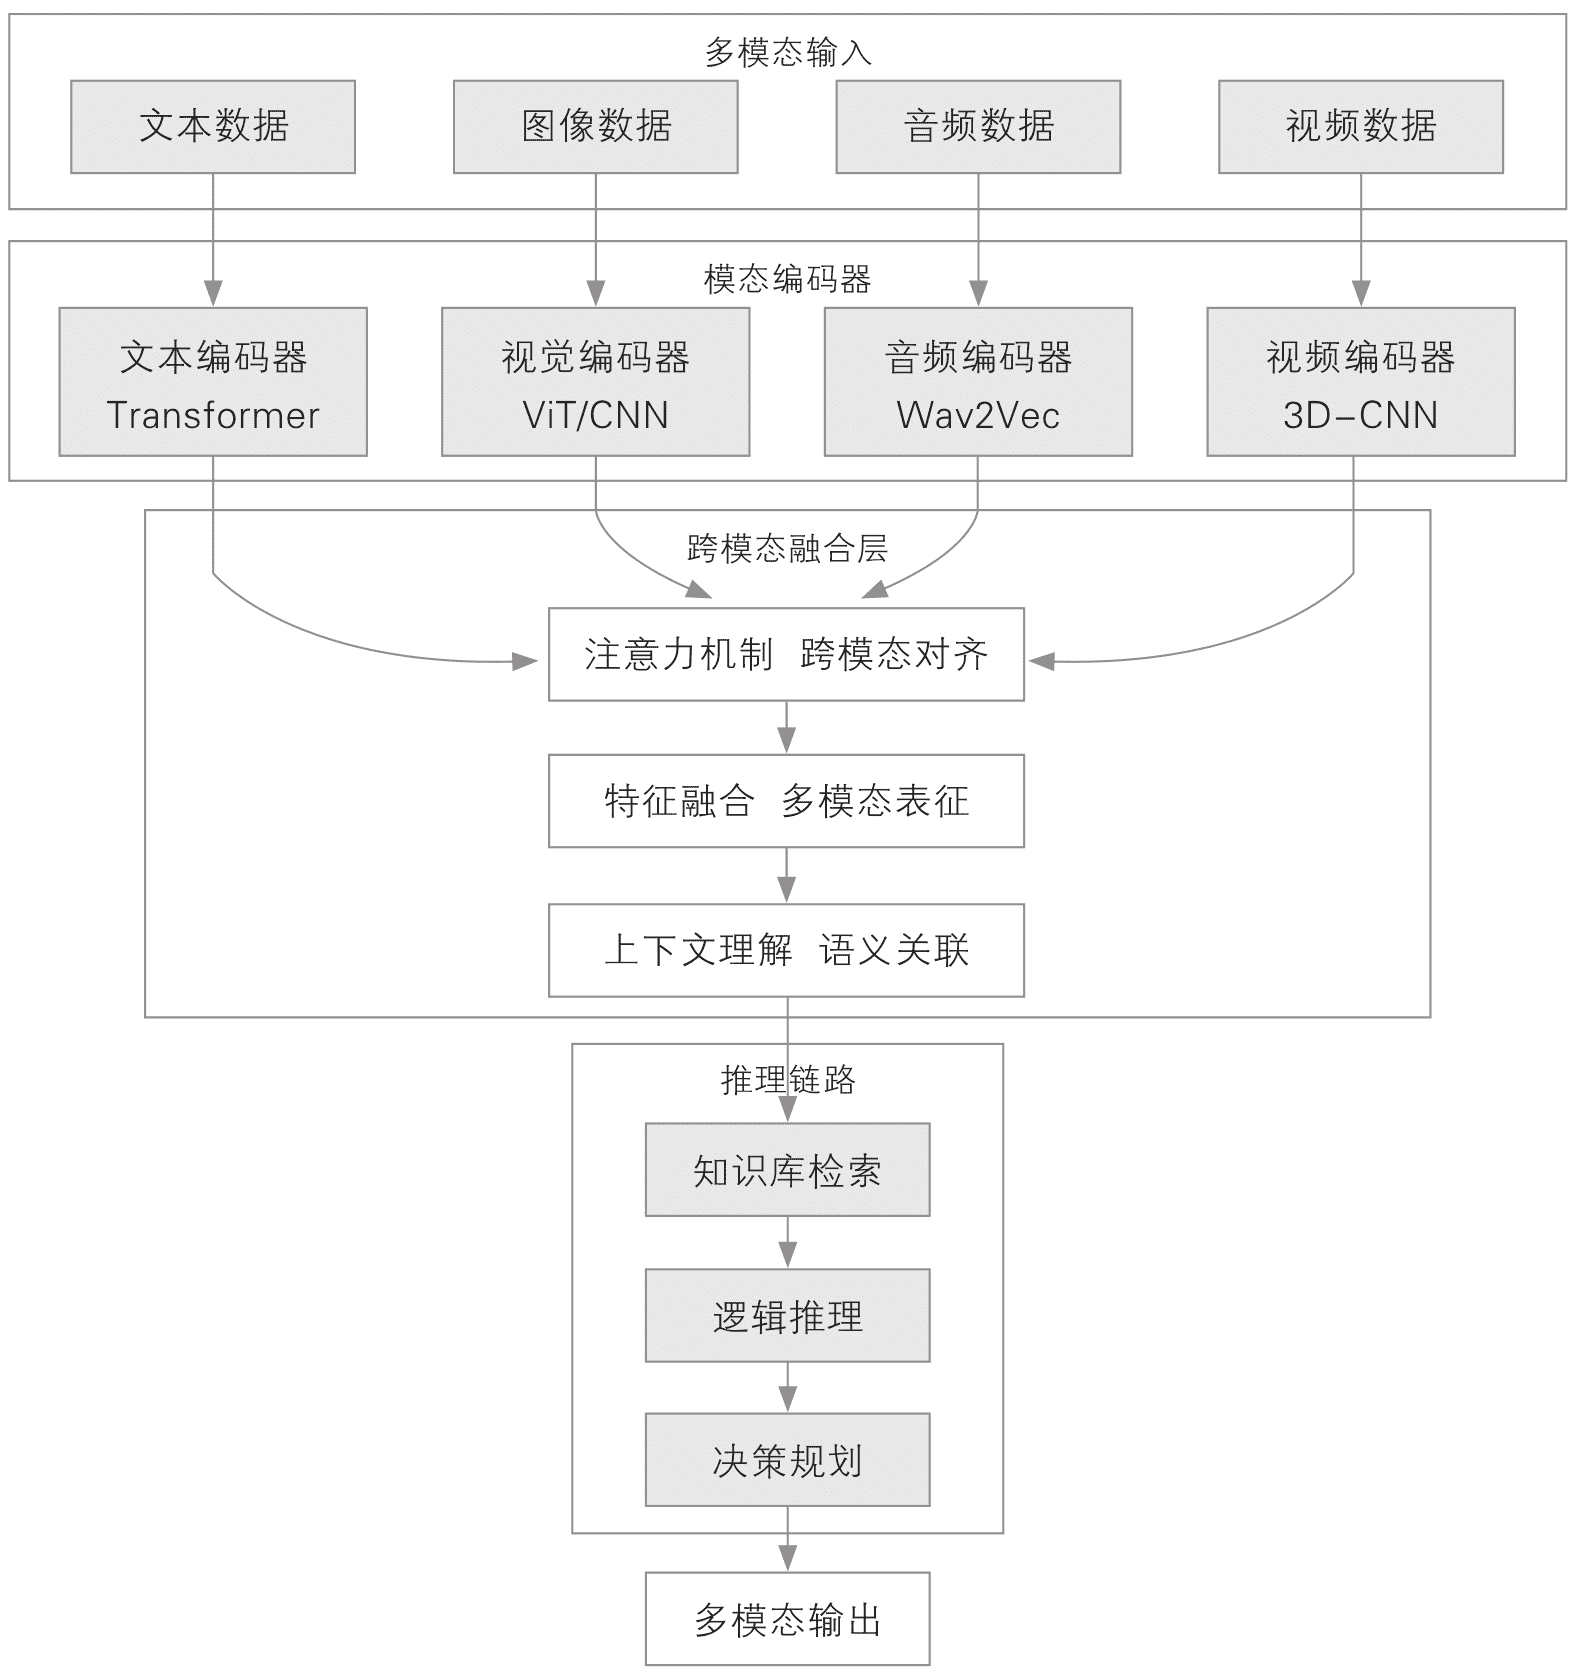 多模态输入
文本数据
图像数据
音频数据
视频数据
模态编码器
文本编码器
Transformer
视觉编码器
ViT/CNN
音频编码器
Wav2Vec
视频编码器
3D-CNN
跨模态融合层
注意力机制 跨模态对齐
特征融合 多模态表征
上下文理解 语义关联
推理链路
知识库检索
逻辑推理
决策规划
多模态输出